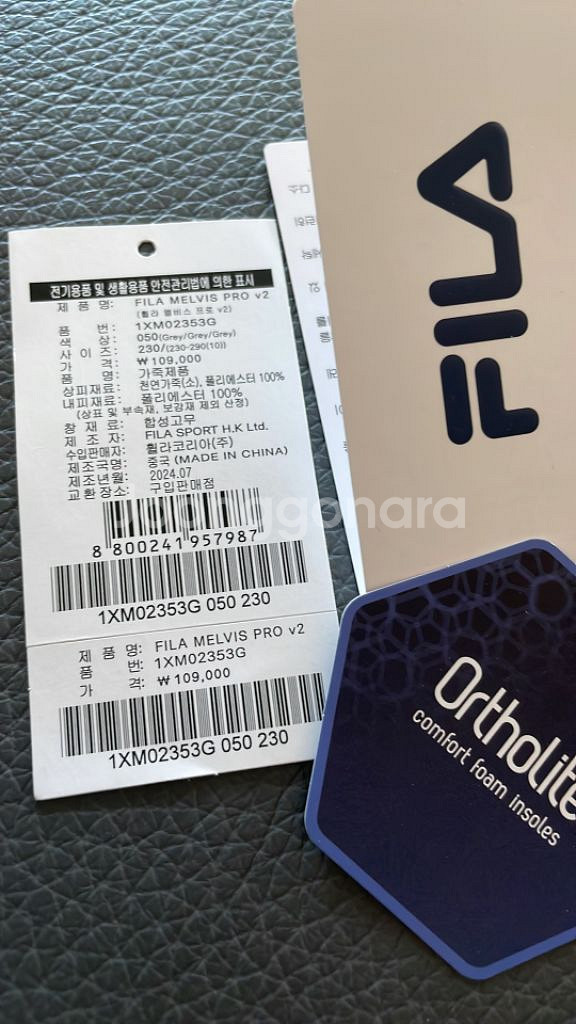 전기용품 및 생활용품 안전관리법에 의한 표시
제 품 명: FILA MELVIS PRO v2
(휠라 멜비스 프로 v2)
품 번: 1XM02353G
색 상: 050(Grey/Grey/Grey)
사 이 즈: 230/(230-290(10))
가 격: ₩109,000
품 명: 가죽제품
상피재료: 천연가죽(소), 폴리에스터 100%
내피재료: 폴리에스터 100%
(상표 및 부속재, 보강재 제외 산정)
창 재 료: 합성고무
제 조 자: FILA SPORT H.K Ltd.
수입판매자: 휠라코리아(주)
제조국명: 중국 (MADE IN CHINA)
제조년월: 2024.07
교환장소: 구입판매점
8 800241 957987
1XM02353G 050 230
제 품 명: FILA MELVIS PRO v2
품 번: 1XM02353G
가 격: ₩109,000
1XM02353G 050 230
FILA
Ortholite
comfort foam insoles
joonggonara